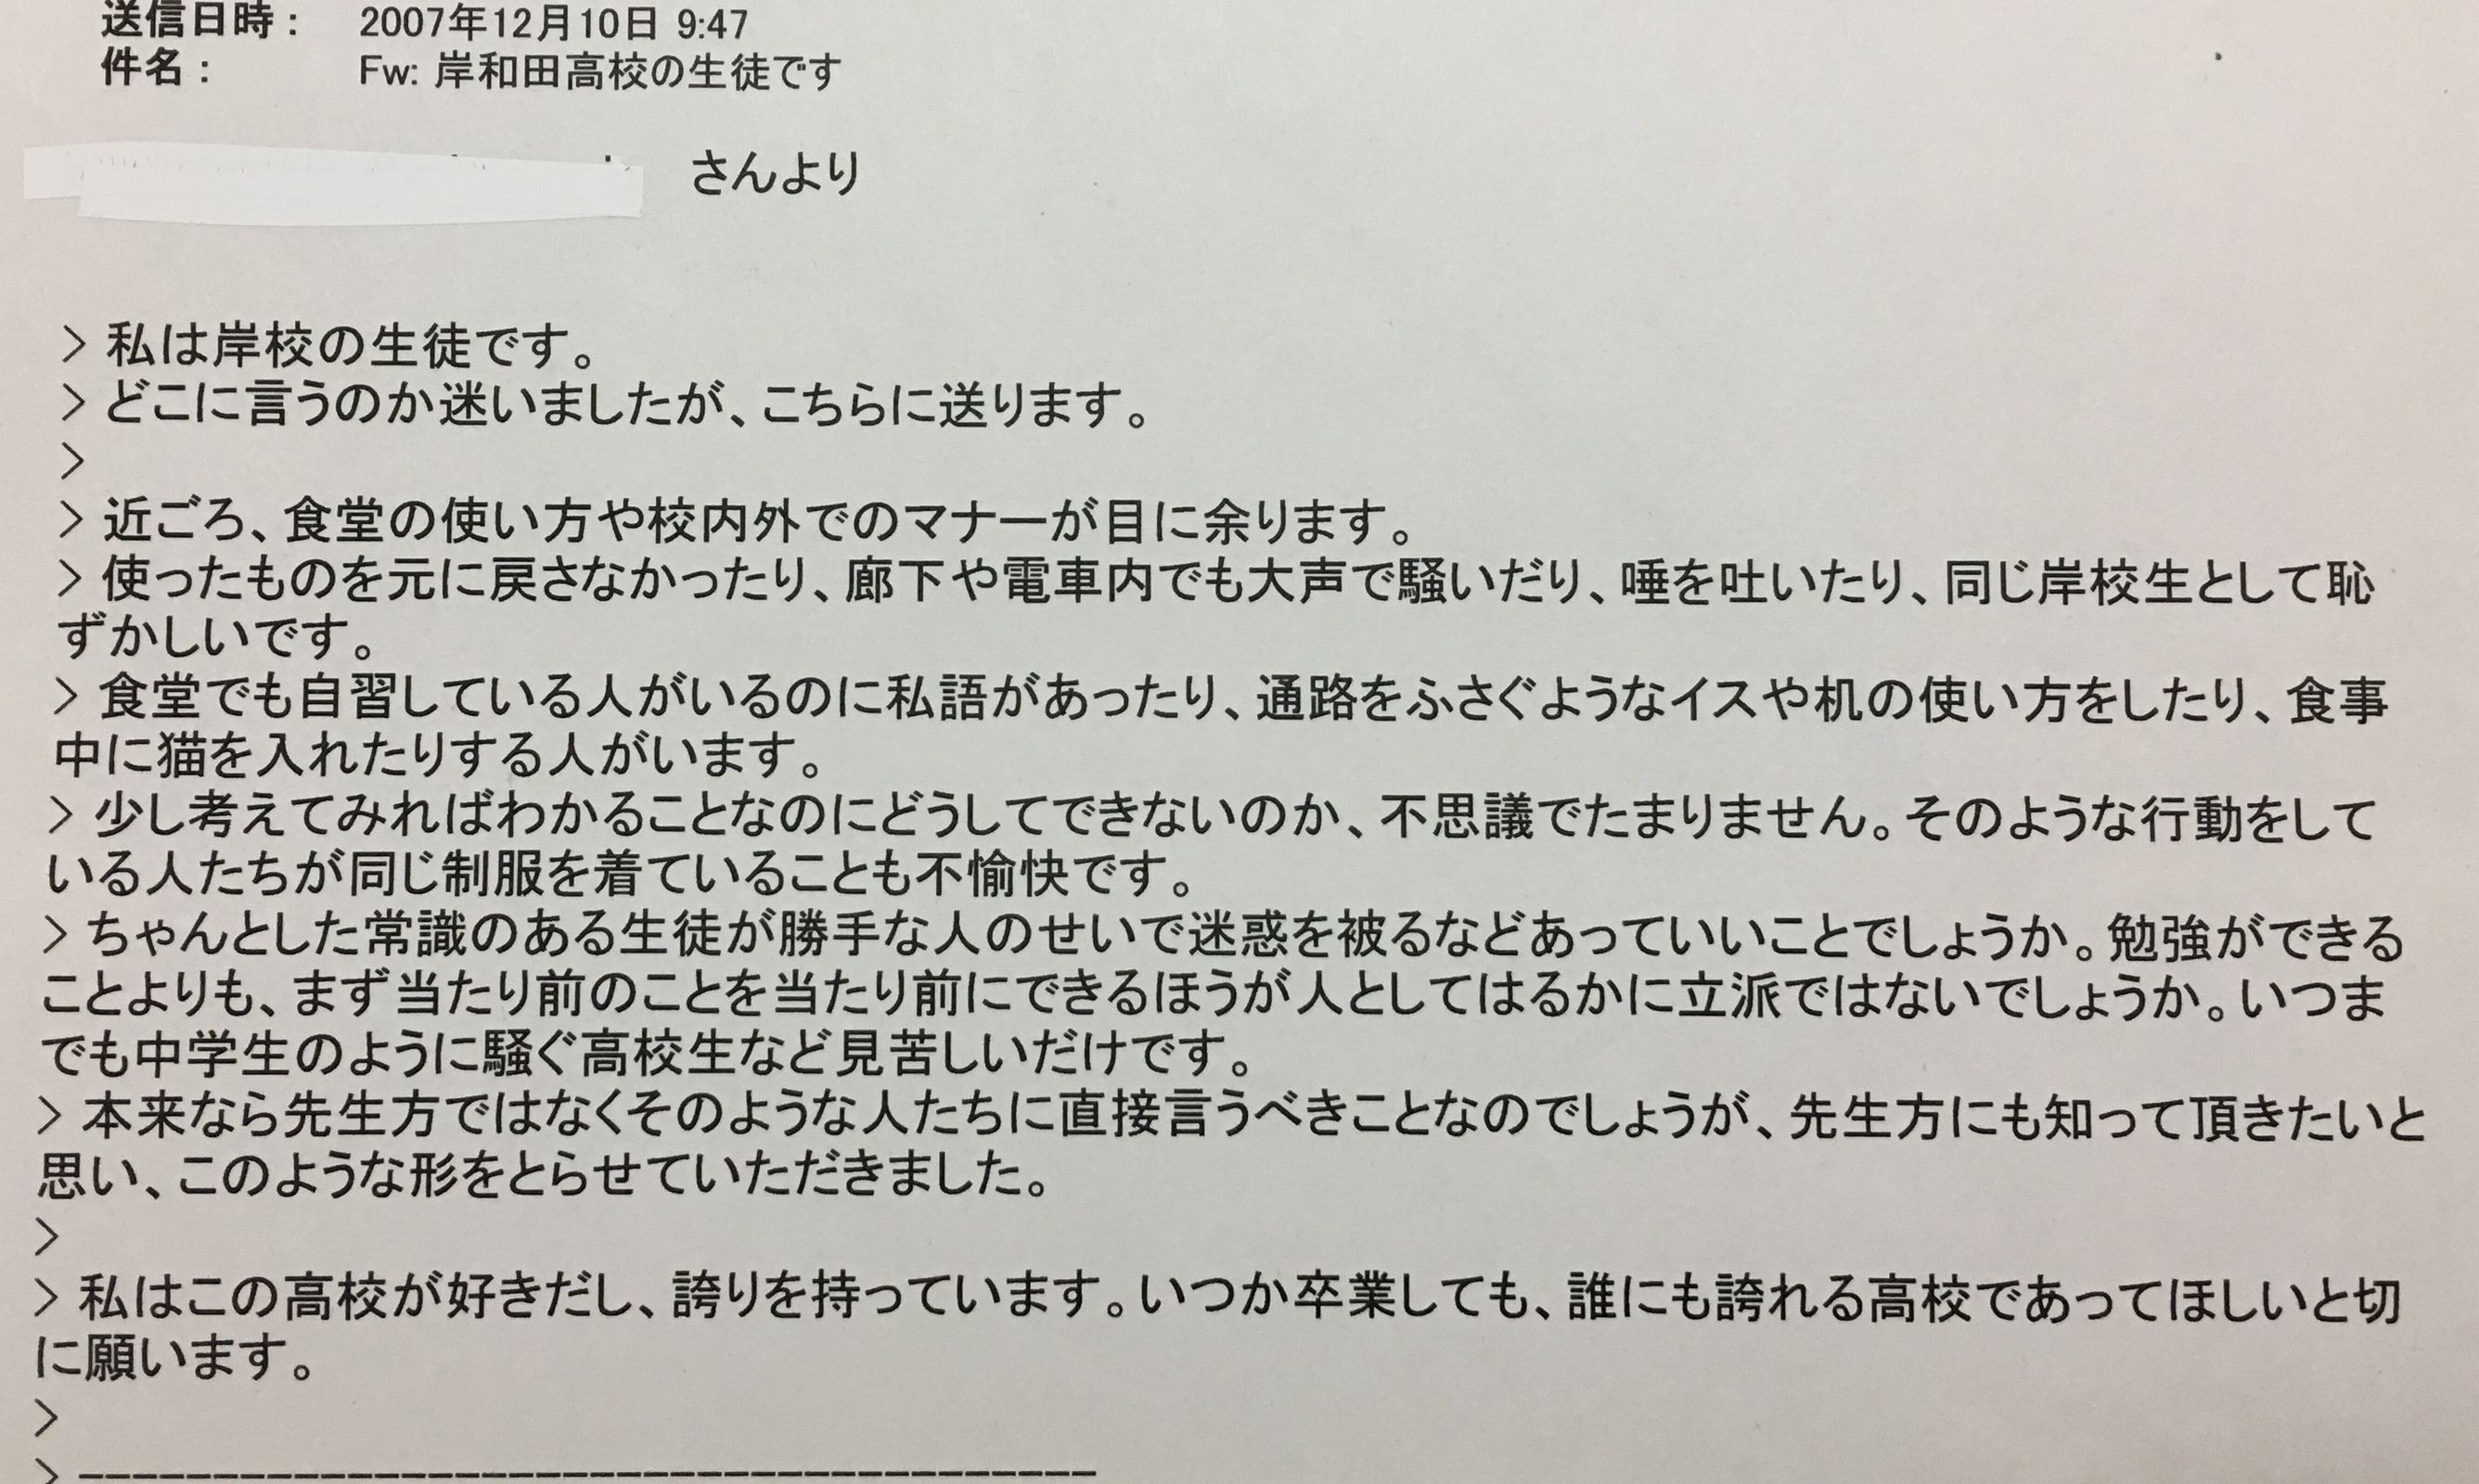 送信日時： 2007年12月10日 9:47
件名： Fw: 岸和田高校の生徒です
さんより
> 私は岸校の生徒です。
> どこに言うのか迷いましたが、こちらに送ります。
>
> 近ごろ、食堂の使い方や校内外でのマナーが目に余ります。
> 使ったものを元に戻さなかったり、廊下や電車内でも大声で騒いだり、唾を吐いたり、同じ岸校生として恥
ずかしいです。
> 食堂でも自習している人がいるのに私語があったり、通路をふさぐようなイスや机の使い方をしたり、食事
中に猫を入れたりする人がいます。
> 少し考えてみればわかることなのにどうしてできないのか、不思議でたまりません。そのような行動をして
いる人たちが同じ制服を着ていることも不愉快です。
> ちゃんとした常識のある生徒が勝手な人のせいで迷惑を被るなどあっていいことでしょうか。勉強ができる
ことよりも、まず当たり前のことを当たり前にできるほうが人としてはるかに立派ではないでしょうか。いつま
でも中学生のように騒ぐ高校生など見苦しいだけです。
> 本来なら先生方ではなくそのような人たちに直接言うべきことなのでしょうが、先生方にも知って頂きたいと
思い、このような形をとらせていただきました。
>
> 私はこの高校が好きだし、誇りを持っています。いつか卒業しても、誰にも誇れる高校であってほしいと切
に願います。
>
> ---------------------------------------